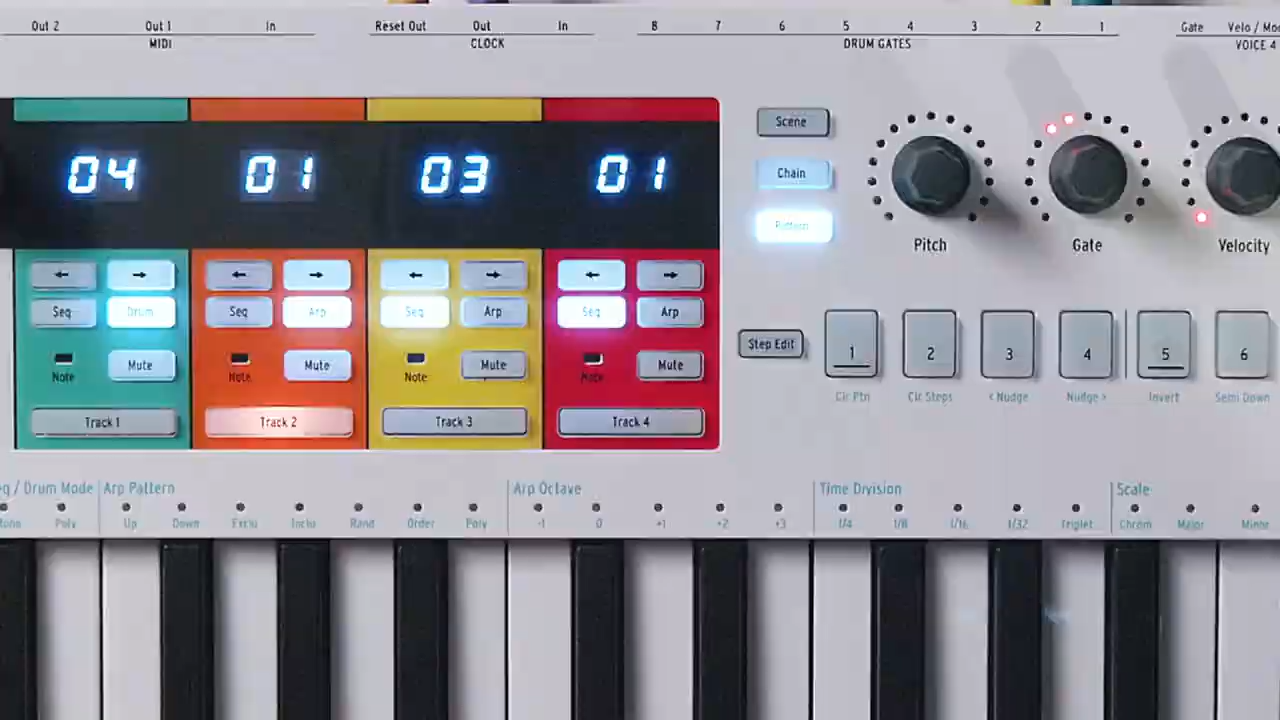 Out 2 Out 1 In Reset Out Out In 8 7 6 5 4 3 2 1 Gate
MIDI CLOCK DRUM GATES VOICE 4
04 01 03 01
Scene
Chain
Pattern
Pitch Gate Velocity
← → ← → ← → ← →
Seq Drum Seq Arp Seq Arp Seq Arp
Note Mute Note Mute Note Mute Note Mute
Track 1 Track 2 Track 3 Track 4
Step Edit 1 2 3 4 5 6
Clr Ptn Clr Steps < Nudge Nudge > Invert Semi Down
/ Drum Mode Arp Pattern Arp Octave Time Division Scale
Poly Up Down Exclu Inclu Rand Order Poly -1 0 +1 +2 +3 1/4 1/8 1/16 1/32 Triplet Chrom Major Minor